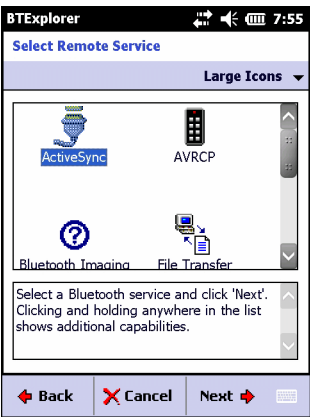 BTExplorer 7:55
Select Remote Service
Large Icons
ActiveSync AVRCP
Bluetooth Imaging File Transfer
Select a Bluetooth service and click 'Next'.
Clicking and holding anywhere in the list
shows additional capabilities.
Back Cancel Next